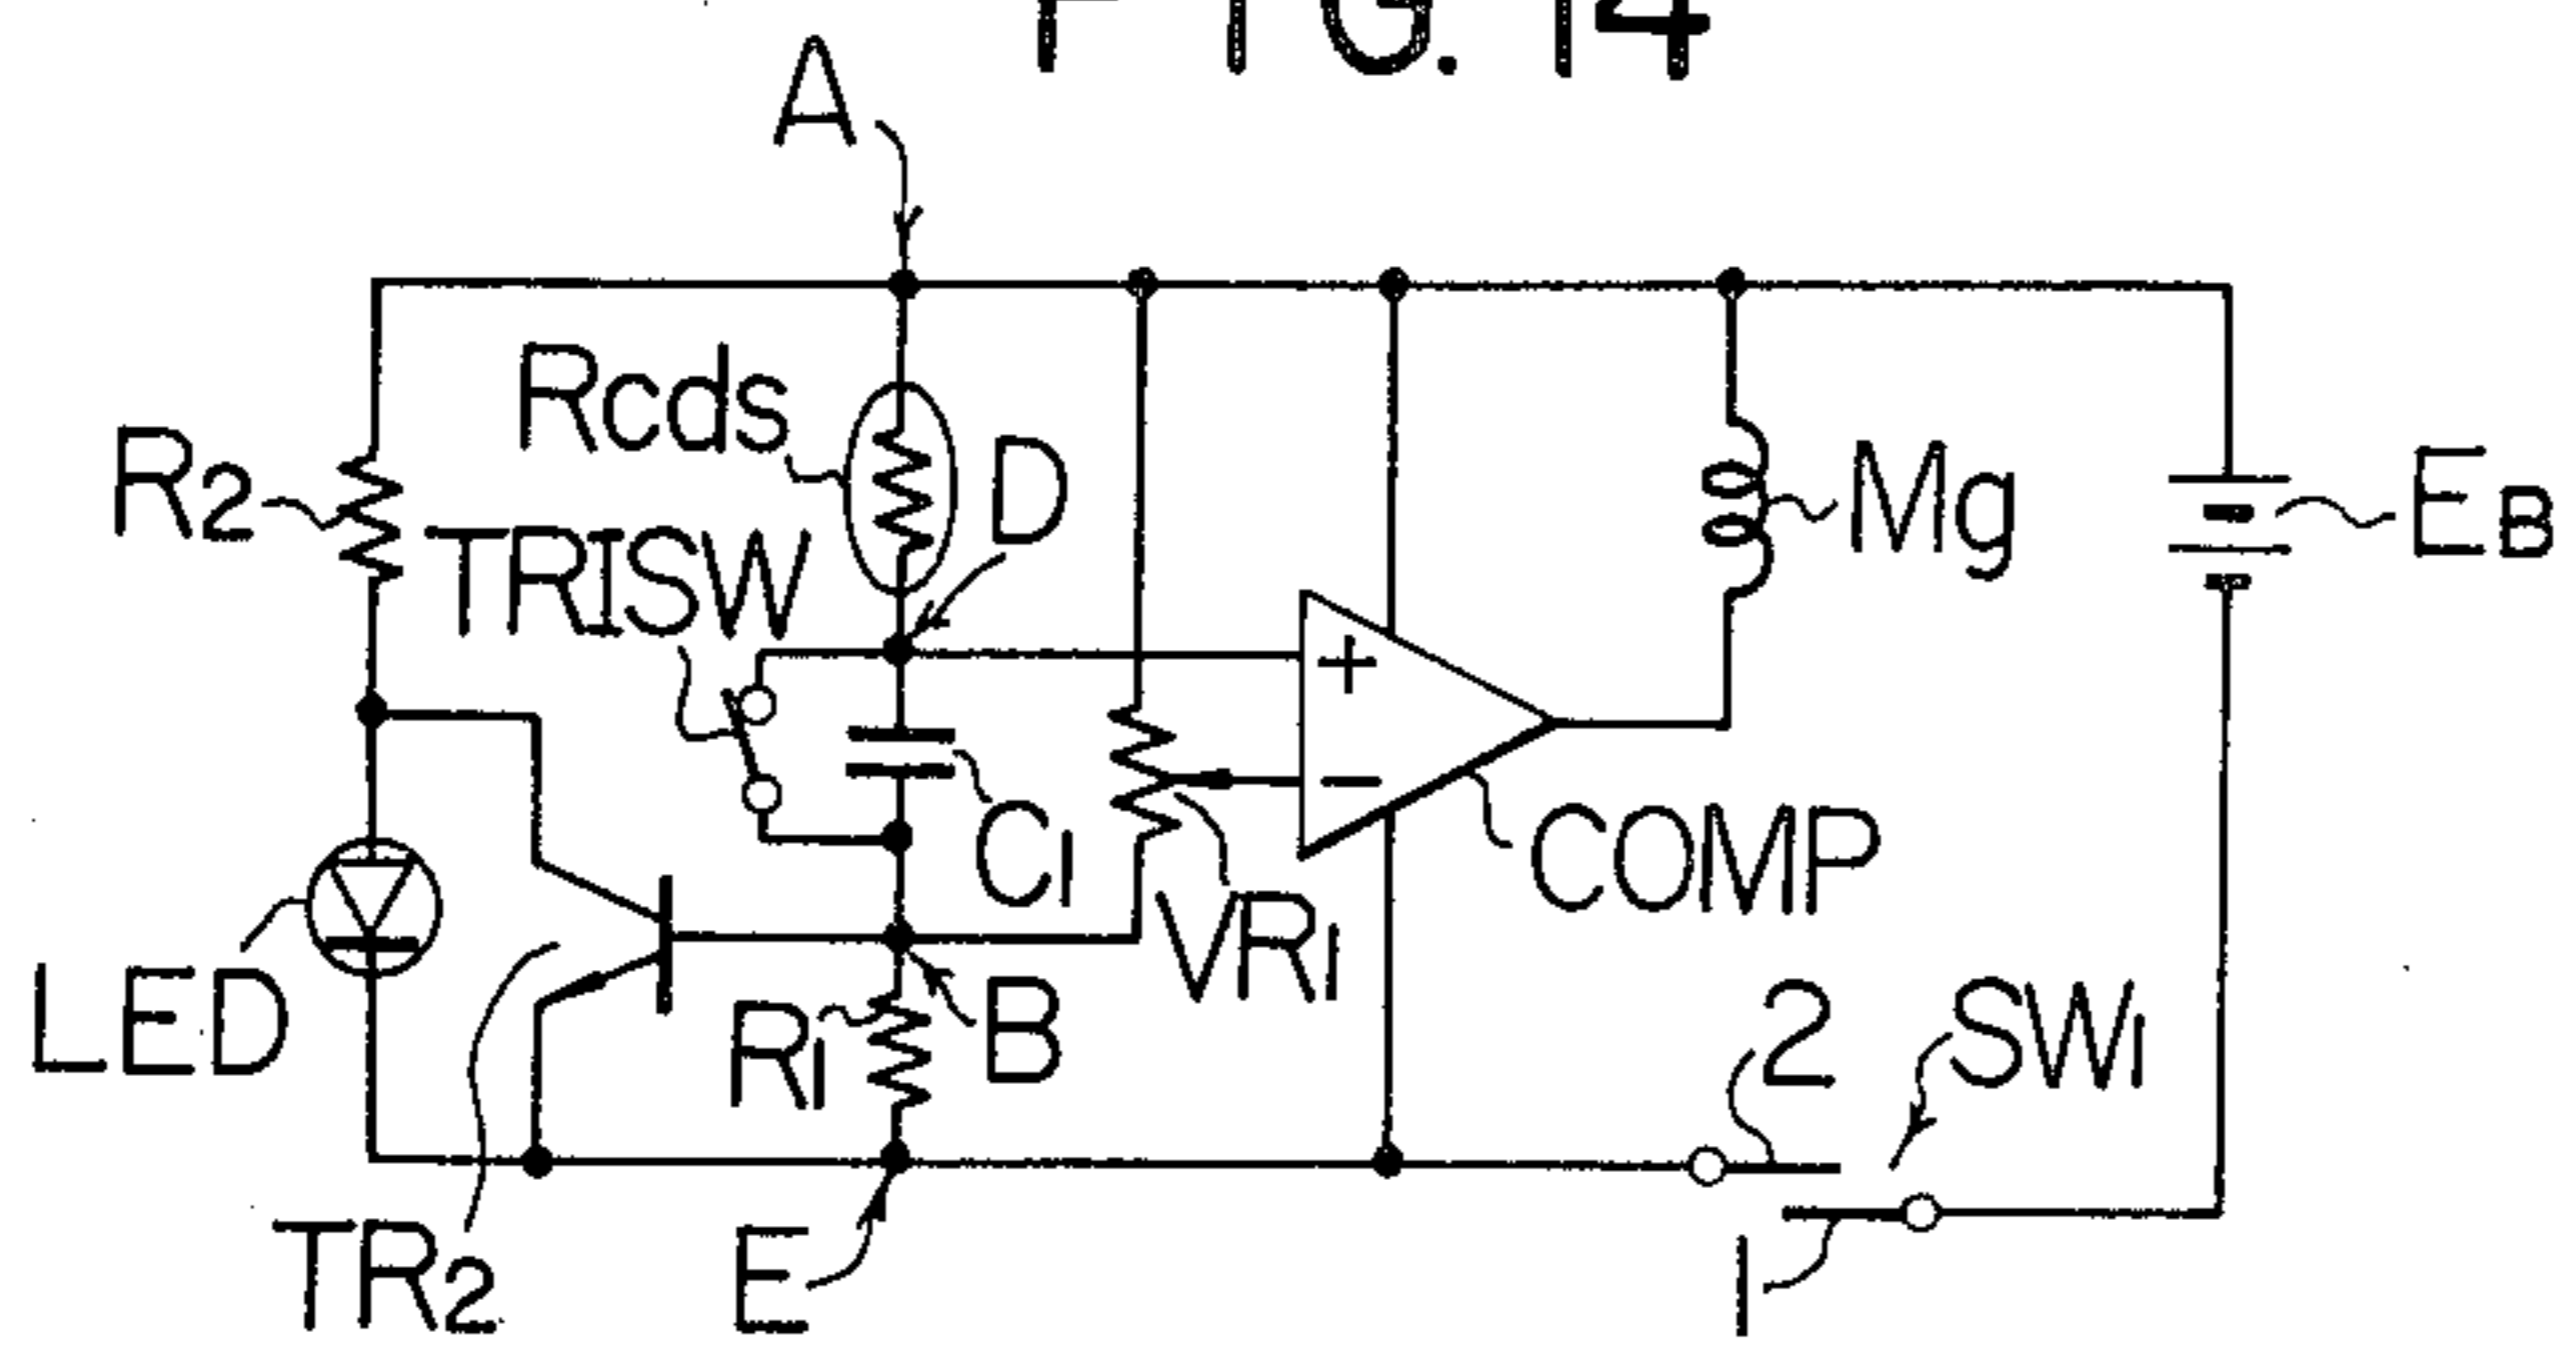 FIG. 14
A
Rcds
D
R2
TRISW
Mg
EB
+
−
C1
COMP
VR1
LED
R1
B
2
SW1
TR2
E
1